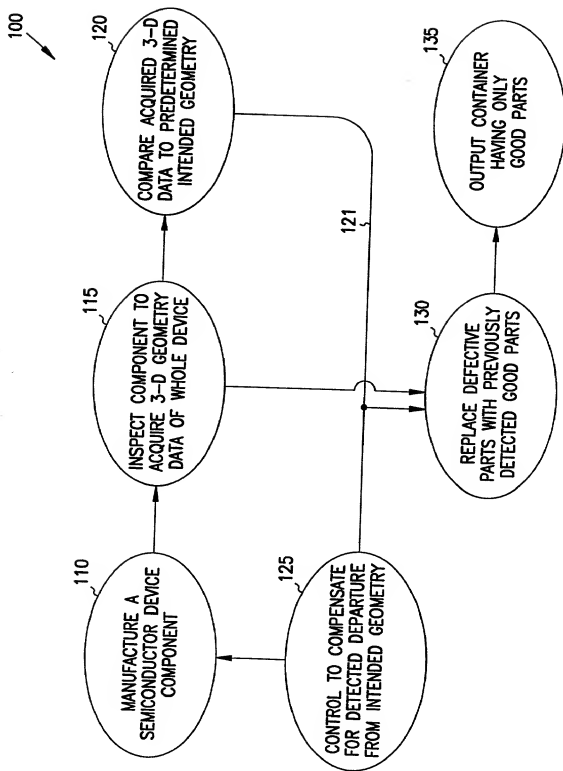 100
110
MANUFACTURE A
SEMICONDUCTOR DEVICE
COMPONENT
115
INSPECT COMPONENT TO
ACQUIRE 3-D GEOMETRY
DATA OF WHOLE DEVICE
120
COMPARE ACQUIRED 3-D
DATA TO PREDETERMINED
INTENDED GEOMETRY
121
125
CONTROL TO COMPENSATE
FOR DETECTED DEPARTURE
FROM INTENDED GEOMETRY
130
REPLACE DEFECTIVE
PARTS WITH PREVIOUSLY
DETECTED GOOD PARTS
135
OUTPUT CONTAINER
HAVING ONLY
GOOD PARTS